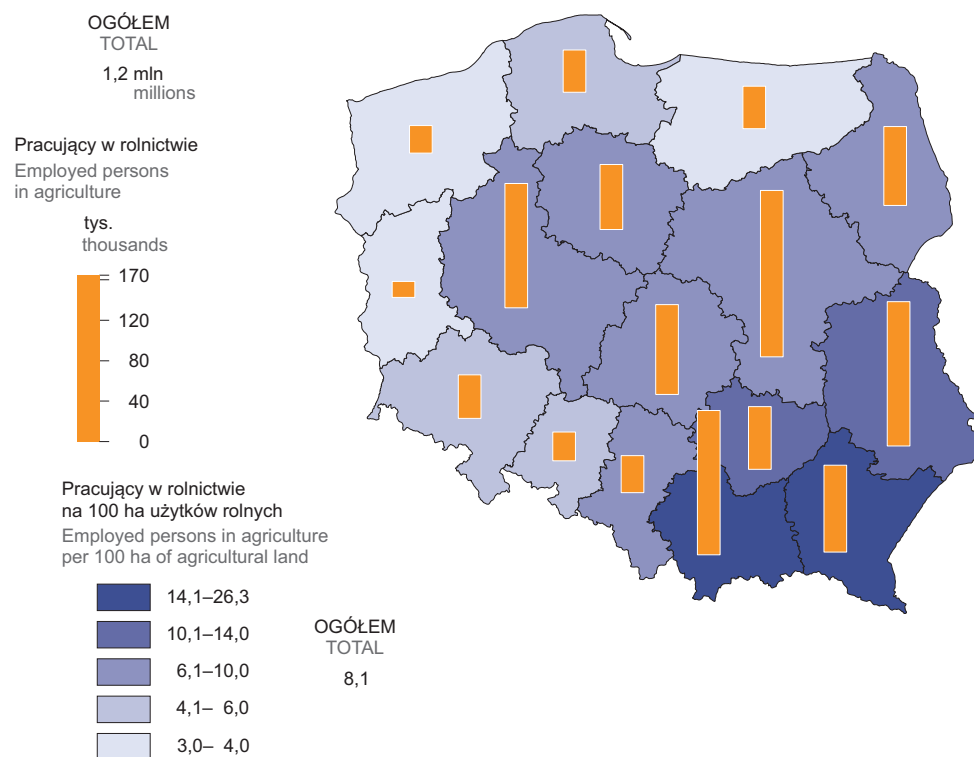 OGÓŁEM
TOTAL
1,2 mln
millions
Pracujący w rolnictwie
Employed persons
in agriculture
tys.
thousands
170
120
80
40
0
Pracujący w rolnictwie
na 100 ha użytków rolnych
Employed persons in agriculture
per 100 ha of agricultural land
14,1–26,3
10,1–14,0
6,1–10,0
4,1– 6,0
3,0– 4,0
OGÓŁEM
TOTAL
8,1